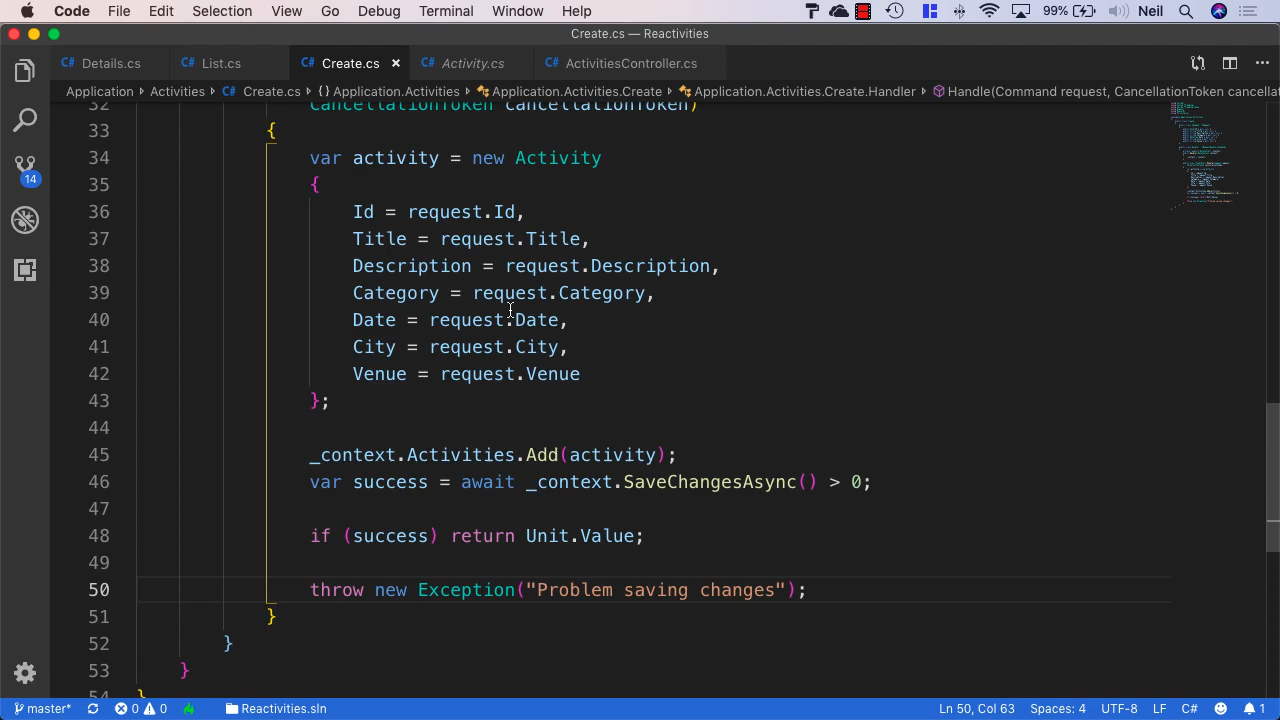 Code File Edit Selection View Go Debug Terminal Window Help 99% Neil
Create.cs — Reactivities
C# Details.cs C# List.cs C# Create.cs × C# Activity.cs C# ActivitiesController.cs
Application › Activities › C# Create.cs › { } Application.Activities › Application.Activities.Create › Application.Activities.Create.Handler › Handle(Command request, CancellationToken cancellat
32 CancellationToken cancellationToken)
33 {
34 var activity = new Activity
35 {
36 Id = request.Id,
37 Title = request.Title,
38 Description = request.Description,
39 Category = request.Category,
40 Date = request.Date,
41 City = request.City,
42 Venue = request.Venue
43 };
44
45 _context.Activities.Add(activity);
46 var success = await _context.SaveChangesAsync() > 0;
47
48 if (success) return Unit.Value;
49
50 throw new Exception("Problem saving changes");
51 }
52 }
53 }
54 }
14
master* 0 0 Reactivities.sln Ln 50, Col 63 Spaces: 4 UTF-8 LF C# 1